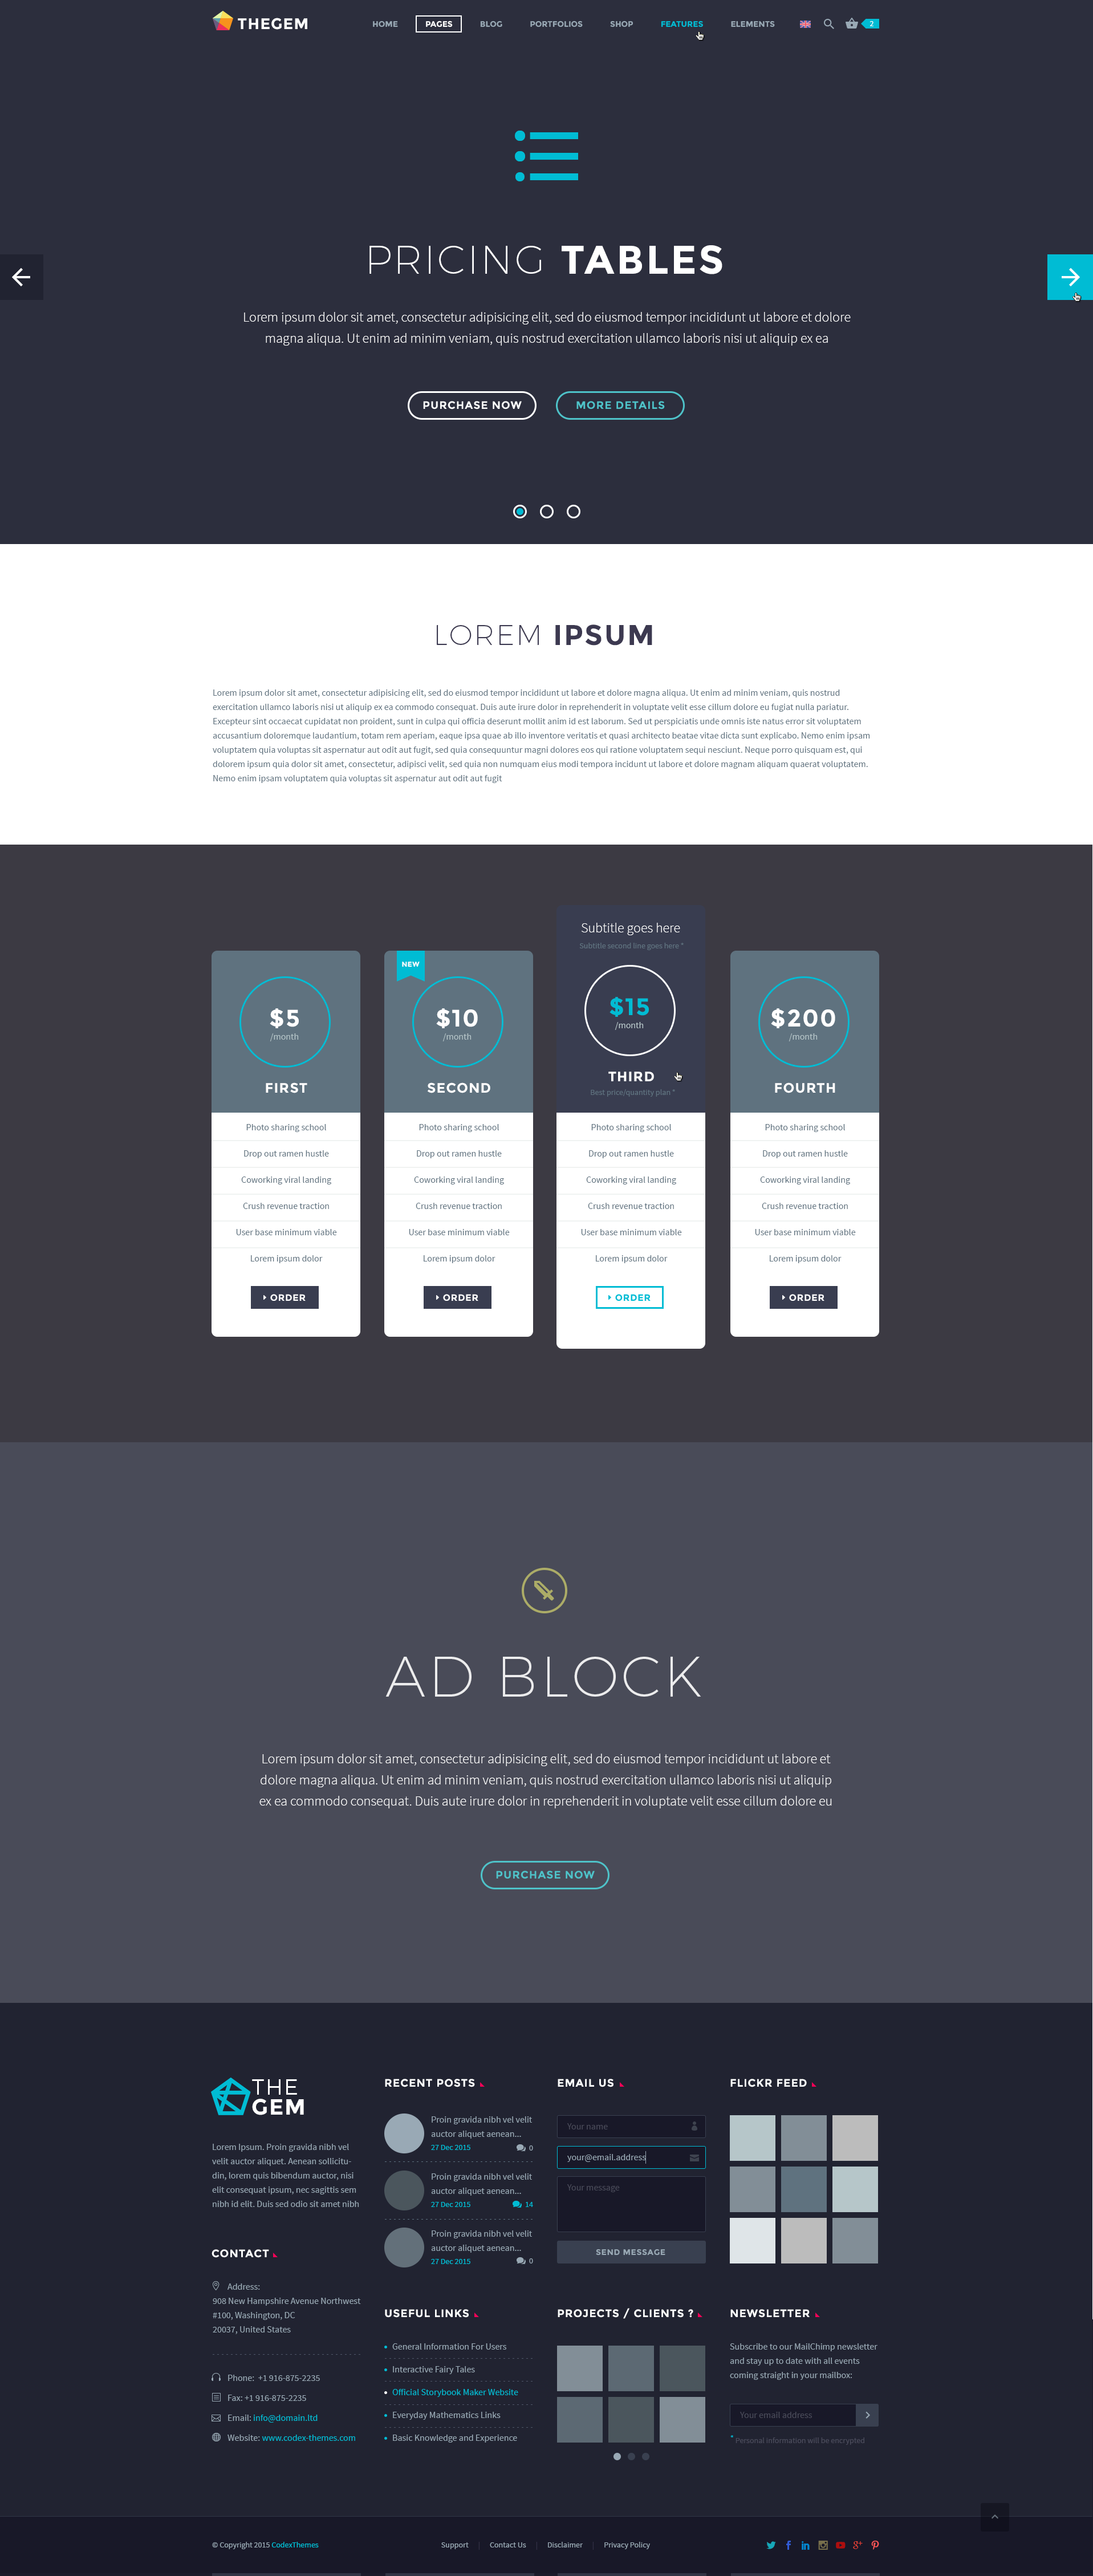 THEGEM
HOME PAGES BLOG PORTFOLIOS SHOP FEATURES ELEMENTS 2
PRICING TABLES
Lorem ipsum dolor sit amet, consectetur adipisicing elit, sed do eiusmod tempor incididunt ut labore et dolore
magna aliqua. Ut enim ad minim veniam, quis nostrud exercitation ullamco laboris nisi ut aliquip ex ea
PURCHASE NOW MORE DETAILS
LOREM IPSUM
Lorem ipsum dolor sit amet, consectetur adipisicing elit, sed do eiusmod tempor incididunt ut labore et dolore magna aliqua. Ut enim ad minim veniam, quis nostrud
exercitation ullamco laboris nisi ut aliquip ex ea commodo consequat. Duis aute irure dolor in reprehenderit in voluptate velit esse cillum dolore eu fugiat nulla pariatur.
Excepteur sint occaecat cupidatat non proident, sunt in culpa qui officia deserunt mollit anim id est laborum. Sed ut perspiciatis unde omnis iste natus error sit voluptatem
accusantium doloremque laudantium, totam rem aperiam, eaque ipsa quae ab illo inventore veritatis et quasi architecto beatae vitae dicta sunt explicabo. Nemo enim ipsam
voluptatem quia voluptas sit aspernatur aut odit aut fugit, sed quia consequuntur magni dolores eos qui ratione voluptatem sequi nesciunt. Neque porro quisquam est, qui
dolorem ipsum quia dolor sit amet, consectetur, adipisci velit, sed quia non numquam eius modi tempora incidunt ut labore et dolore magnam aliquam quaerat voluptatem.
Nemo enim ipsam voluptatem quia voluptas sit aspernatur aut odit aut fugit
$5
/month
FIRST
Photo sharing school
Drop out ramen hustle
Coworking viral landing
Crush revenue traction
User base minimum viable
Lorem ipsum dolor
ORDER
NEW
$10
/month
SECOND
Photo sharing school
Drop out ramen hustle
Coworking viral landing
Crush revenue traction
User base minimum viable
Lorem ipsum dolor
ORDER
Subtitle goes here
Subtitle second line goes here *
$15
/month
THIRD
Best price/quantity plan *
Photo sharing school
Drop out ramen hustle
Coworking viral landing
Crush revenue traction
User base minimum viable
Lorem ipsum dolor
ORDER
$200
/month
FOURTH
Photo sharing school
Drop out ramen hustle
Coworking viral landing
Crush revenue traction
User base minimum viable
Lorem ipsum dolor
ORDER
AD BLOCK
Lorem ipsum dolor sit amet, consectetur adipisicing elit, sed do eiusmod tempor incididunt ut labore et
dolore magna aliqua. Ut enim ad minim veniam, quis nostrud exercitation ullamco laboris nisi ut aliquip
ex ea commodo consequat. Duis aute irure dolor in reprehenderit in voluptate velit esse cillum dolore eu
PURCHASE NOW
THE
GEM
Lorem Ipsum. Proin gravida nibh vel
velit auctor aliquet. Aenean sollicitu-
din, lorem quis bibendum auctor, nisi
elit consequat ipsum, nec sagittis sem
nibh id elit. Duis sed odio sit amet nibh
CONTACT
Address:
908 New Hampshire Avenue Northwest
#100, Washington, DC
20037, United States
Phone: +1 916-875-2235
Fax: +1 916-875-2235
Email: info@domain.ltd
Website: www.codex-themes.com
RECENT POSTS
Proin gravida nibh vel velit
auctor aliquet aenean...
27 Dec 2015 0
Proin gravida nibh vel velit
auctor aliquet aenean...
27 Dec 2015 14
Proin gravida nibh vel velit
auctor aliquet aenean...
27 Dec 2015 0
USEFUL LINKS
General Information For Users
Interactive Fairy Tales
Official Storybook Maker Website
Everyday Mathematics Links
Basic Knowledge and Experience
EMAIL US
Your name
your@email.address
Your message
SEND MESSAGE
PROJECTS / CLIENTS ?
FLICKR FEED
NEWSLETTER
Subscribe to our MailChimp newsletter
and stay up to date with all events
coming straight in your mailbox:
Your email address
* Personal information will be encrypted
© Copyright 2015 CodexThemes
Support | Contact Us | Disclaimer | Privacy Policy